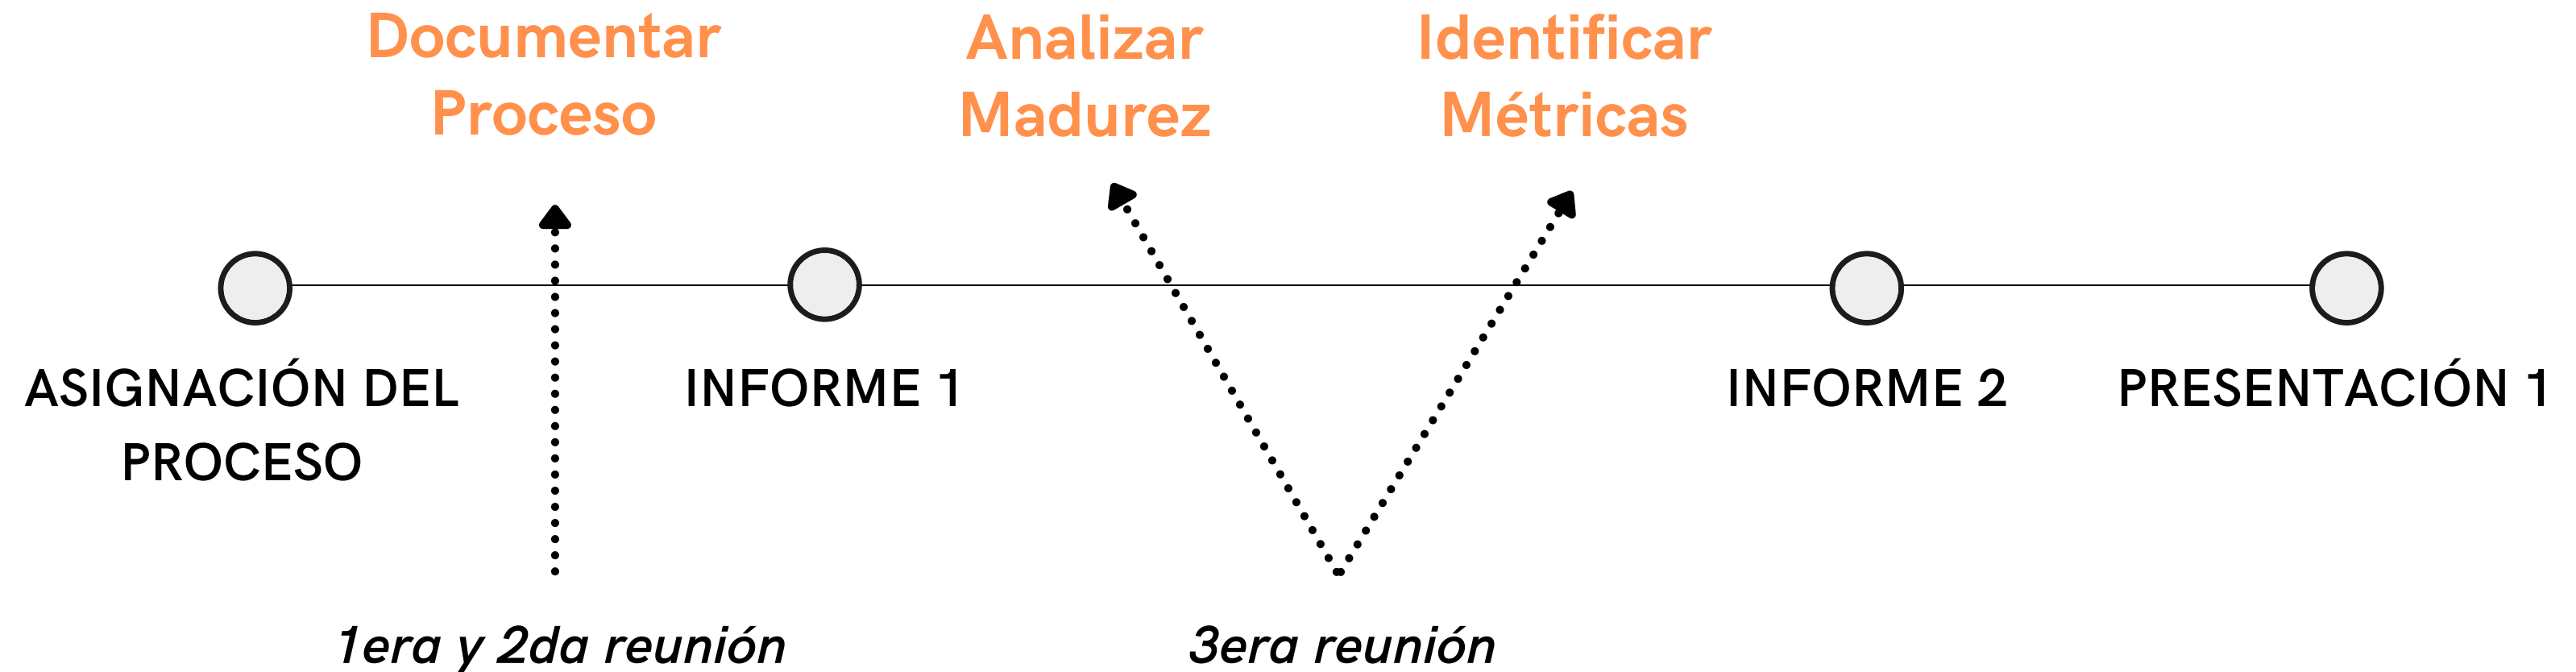 Documentar
Proceso
Analizar
Madurez
Identificar
Métricas
ASIGNACIÓN DEL
PROCESO
INFORME 1
INFORME 2
PRESENTACIÓN 1
1era y 2da reunión
3era reunión